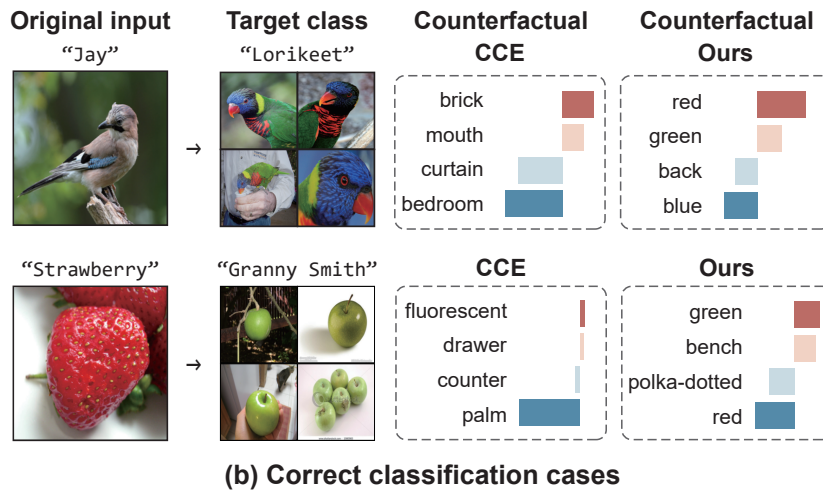 Original input Target class Counterfactual Counterfactual
CCE Ours
"Jay" "Lorikeet"
→
brick
mouth
curtain
bedroom
red
green
back
blue
"Strawberry" "Granny Smith" CCE Ours
→
fluorescent
drawer
counter
palm
green
bench
polka-dotted
red
(b) Correct classification cases